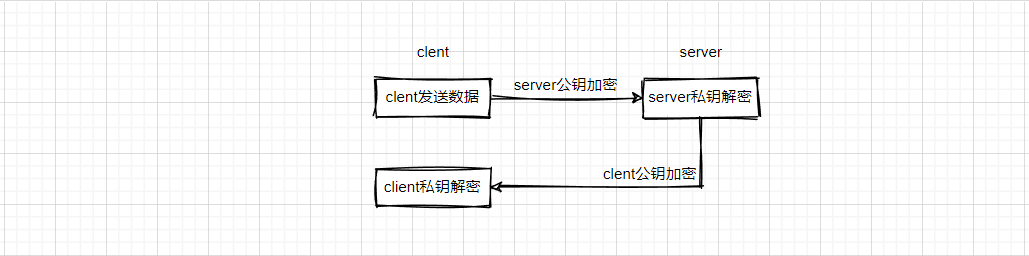 clent
server
clent发送数据
server公钥加密
server私钥解密
client私钥解密
clent公钥加密